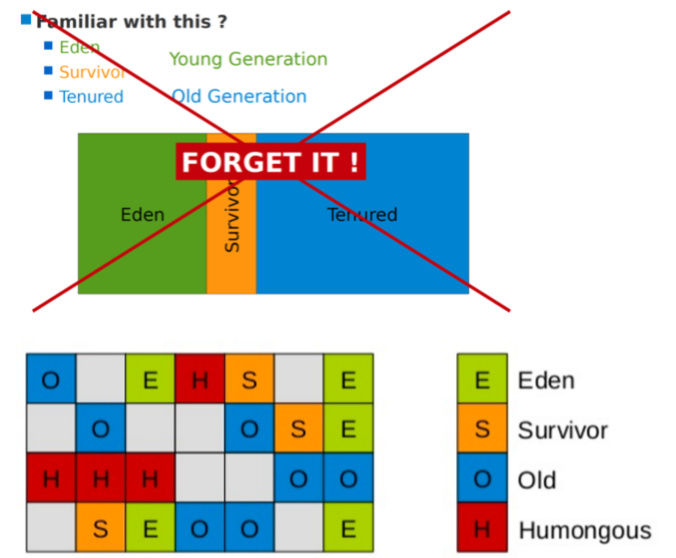 Familiar with this ?
Eden
Survivor
Tenured
Young Generation
Old Generation
FORGET IT !
Eden
Survivor
Tenured
O E H S E
O O S E
H H H O O
S E O O E
E Eden
S Survivor
O Old
H Humongous